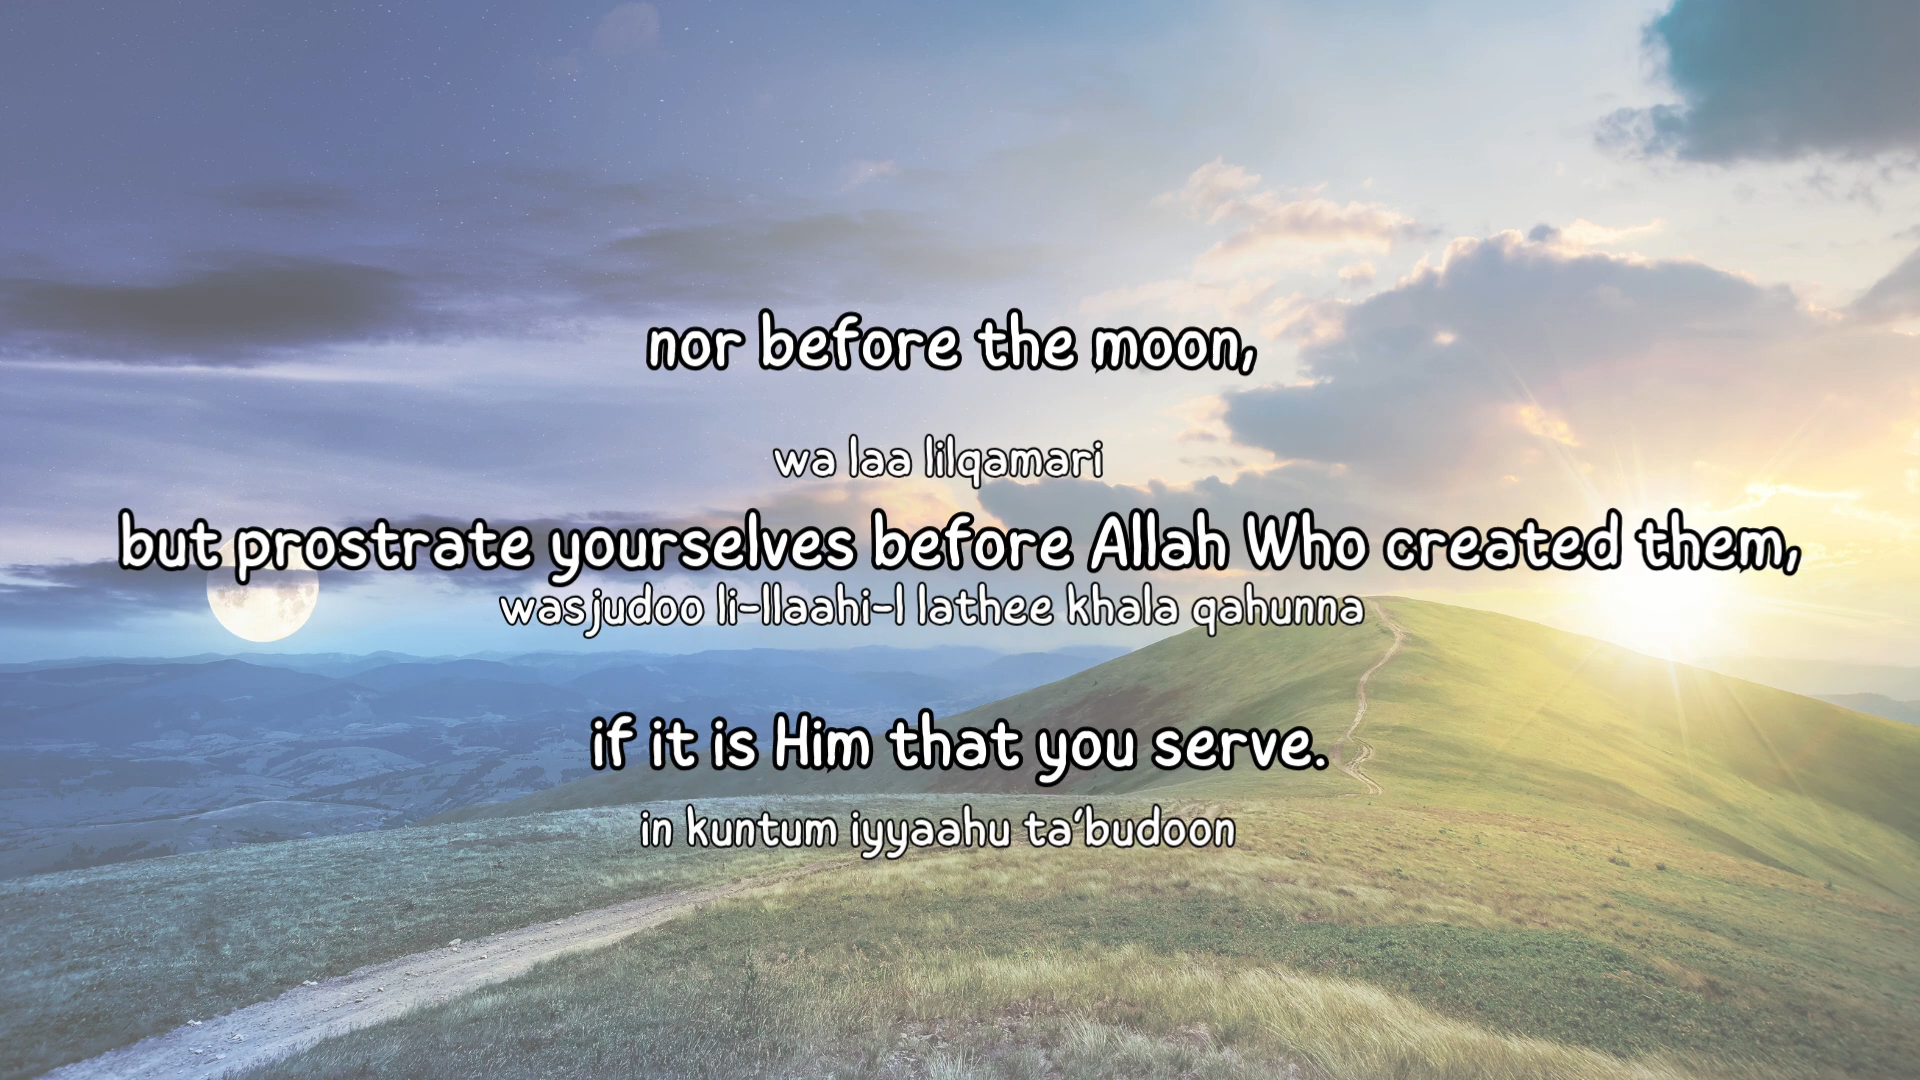 nor before the moon,
wa laa lilqamari
but prostrate yourselves before Allah Who created them,
wasjudoo li-llaahi-l lathee khala qahunna
if it is Him that you serve.
in kuntum iyyaahu ta'budoon